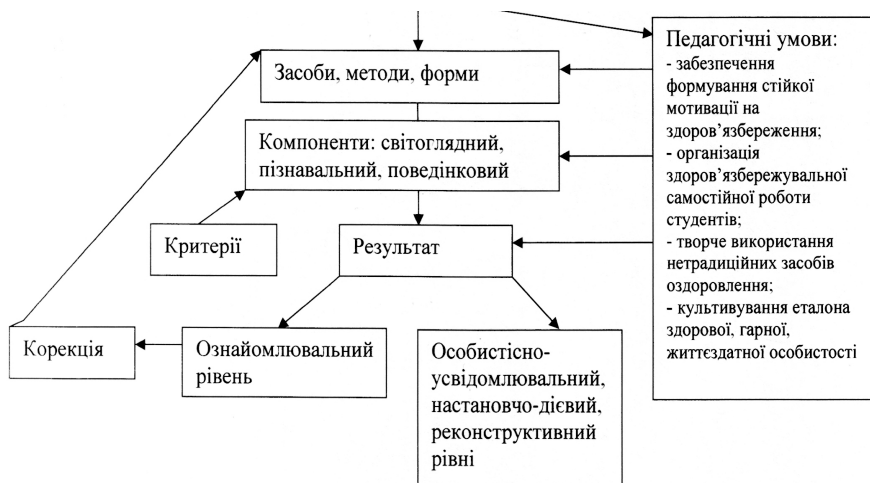 Засоби, методи, форми
Компоненти: світоглядний,
пізнавальний, поведінковий
Критерії
Результат
Корекція
Ознайомлювальний
рівень
Особистісно-
усвідомлювальний,
настановчо-дієвий,
реконструктивний
рівні
Педагогічні умови:
- забезпечення
формування стійкої
мотивації на
здоров’язбереження;
- організація
здоров’язбережувальної
самостійної роботи
студентів;
- творче використання
нетрадиційних засобів
оздоровлення;
- культивування еталона
здорової, гарної,
життєздатної особистості